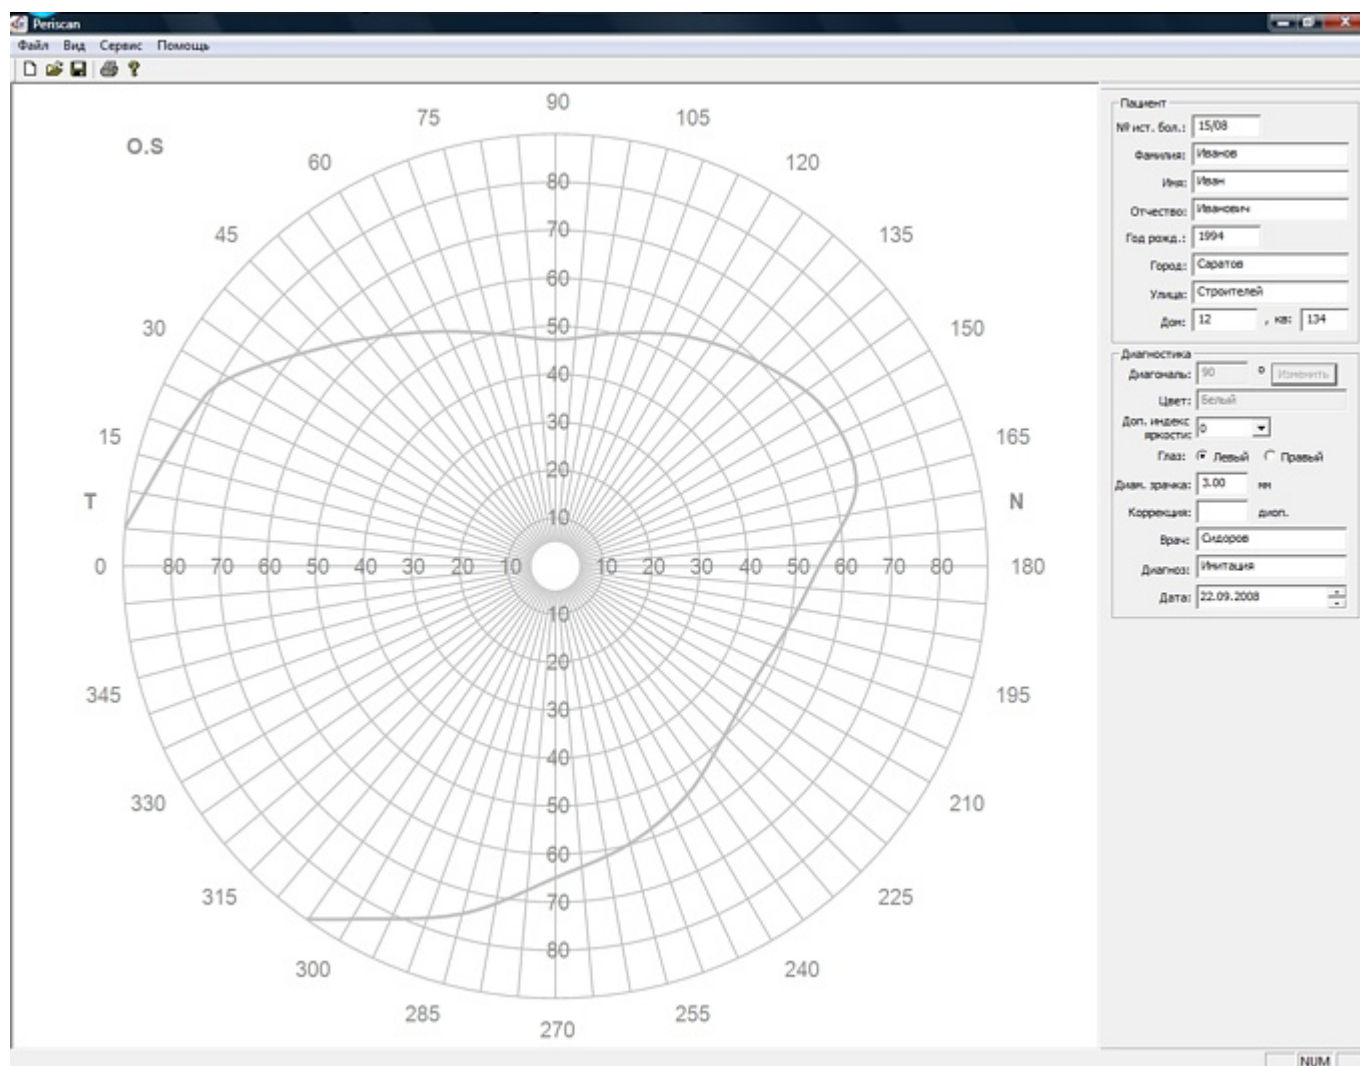 Periscan
Файл Вид Сервис Помощь
O.S
90
75 105
60 120
45 135
30 150
15 165
T N
0 180
345 195
330 210
315 225
300 240
285 255
270
80
70
60
50
40
30
20
10
80 70 60 50 40 30 20 10 10 20 30 40 50 60 70 80
10
20
30
40
50
60
70
80
Пациент
№ ист. бол.: 15/08
Фамилия: Иванов
Имя: Иван
Отчество: Иванович
Год рожд.: 1994
Город: Саратов
Улица: Строителей
Дом: 12 , кв: 134
Диагностика
Диагональ: 90 ° Изменить
Цвет: Белый
Доп. индекс
яркости: 0
Глаз: Левый Правый
Диам. зрачка: 3.00 мм
Коррекция: диоп.
Врач: Сидоров
Диагноз: Имитация
Дата: 22.09.2008
NUM